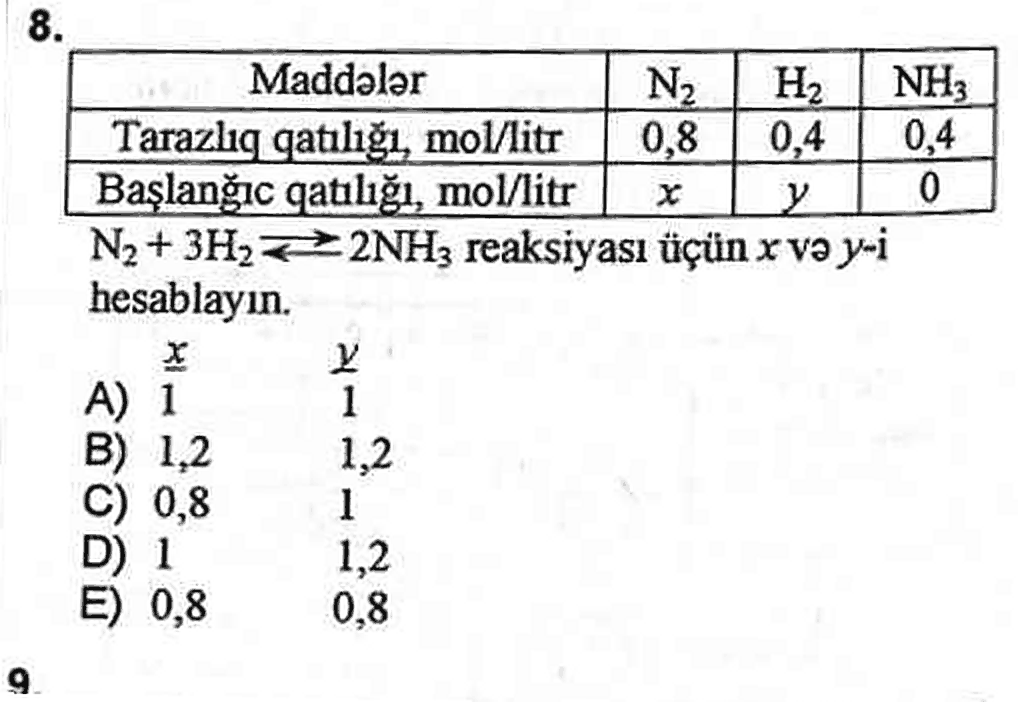 8.
Maddələr N₂ H₂ NH₃
Tarazlıq qatılığı, mol/litr 0,8 0,4 0,4
Başlanğıc qatılığı, mol/litr x y 0
N₂ + 3H₂ ⇄ 2NH₃ reaksiyası üçün x və y-i
hesablayın.
x y
A) 1 1
B) 1,2 1,2
C) 0,8 1
D) 1 1,2
E) 0,8 0,8
9.